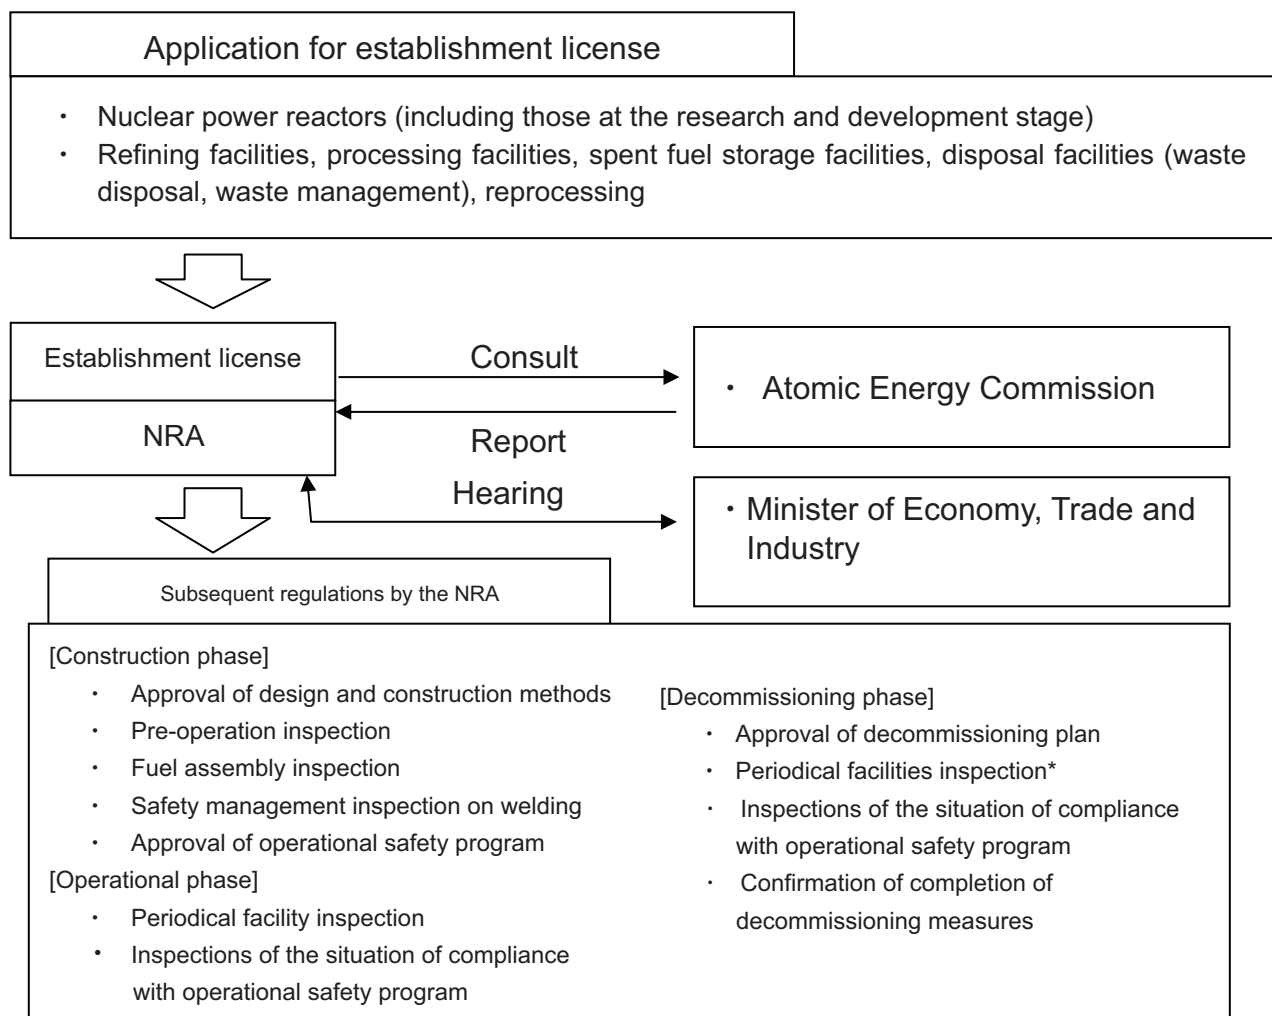 Application for establishment license
・ Nuclear power reactors (including those at the research and development stage)
・ Refining facilities, processing facilities, spent fuel storage facilities, disposal facilities (waste
disposal, waste management), reprocessing
Establishment license
NRA
Consult
Report
Hearing
・ Atomic Energy Commission
・ Minister of Economy, Trade and
Industry
Subsequent regulations by the NRA
[Construction phase]
・ Approval of design and construction methods
・ Pre-operation inspection
・ Fuel assembly inspection
・ Safety management inspection on welding
・ Approval of operational safety program
[Operational phase]
・ Periodical facility inspection
・ Inspections of the situation of compliance
with operational safety program
[Decommissioning phase]
・ Approval of decommissioning plan
・ Periodical facilities inspection*
・ Inspections of the situation of compliance
with operational safety program
・ Confirmation of completion of
decommissioning measures